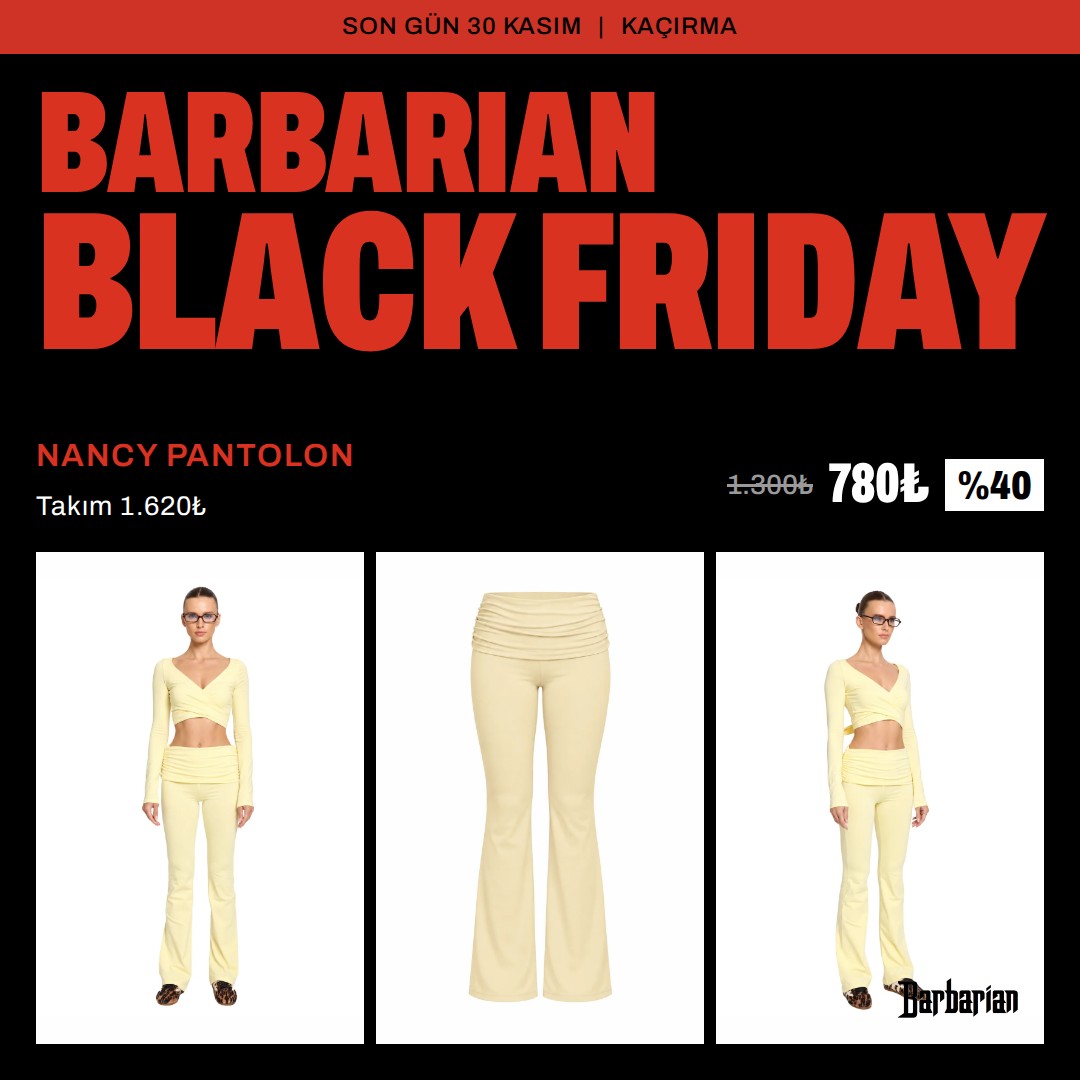 SON GÜN 30 KASIM | KAÇIRMA
BARBARIAN
BLACK FRIDAY
NANCY PANTOLON
Takım 1.620₺
1.300₺ 780₺ %40
Barbarian